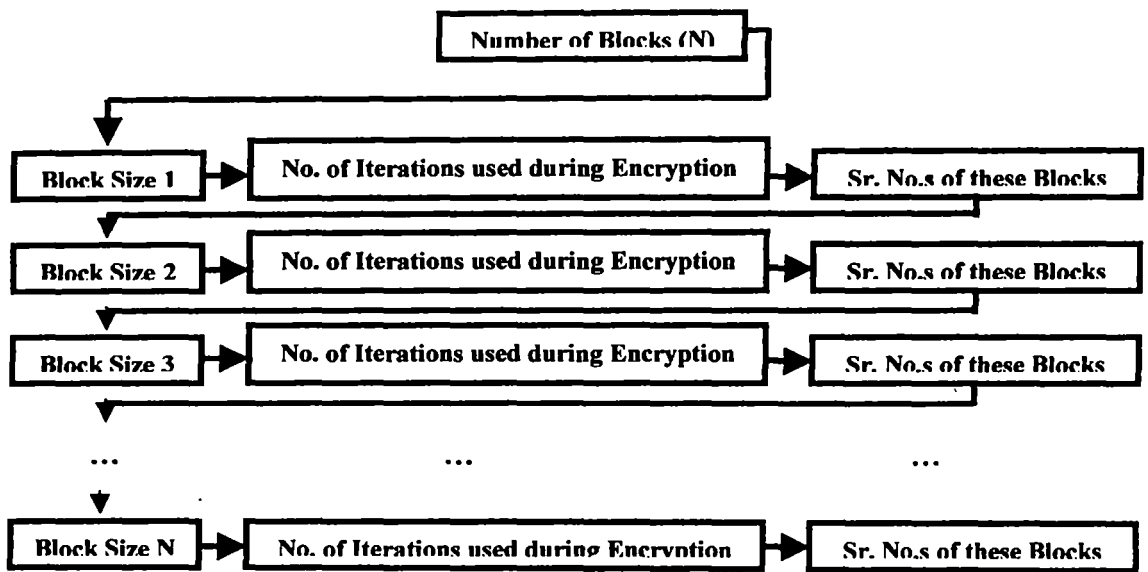 Number of Blocks (N)
Block Size 1
No. of Iterations used during Encryption
Sr. No.s of these Blocks
Block Size 2
No. of Iterations used during Encryption
Sr. No.s of these Blocks
Block Size 3
No. of Iterations used during Encryption
Sr. No.s of these Blocks
... ... ...
Block Size N
No. of Iterations used during Encryption
Sr. No.s of these Blocks